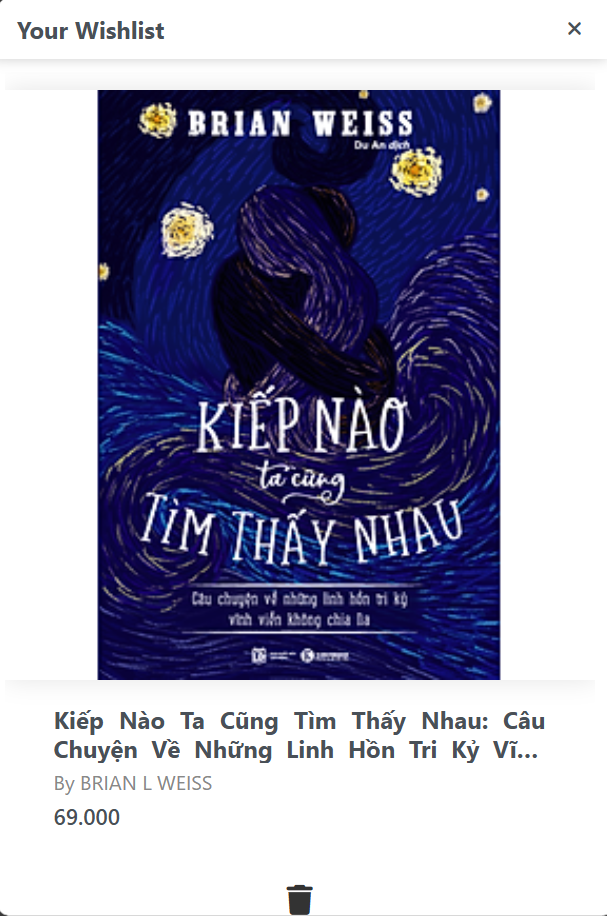 Your Wishlist
BRIAN WEISS
Du An dịch
KIẾP NÀO
ta cũng
TÌM THẤY NHAU
Câu chuyện về những linh hồn tri kỷ
vĩnh viễn không chia lìa
Kiếp Nào Ta Cũng Tìm Thấy Nhau: Câu
Chuyện Về Những Linh Hồn Tri Kỷ Vĩ...
By BRIAN L WEISS
69.000